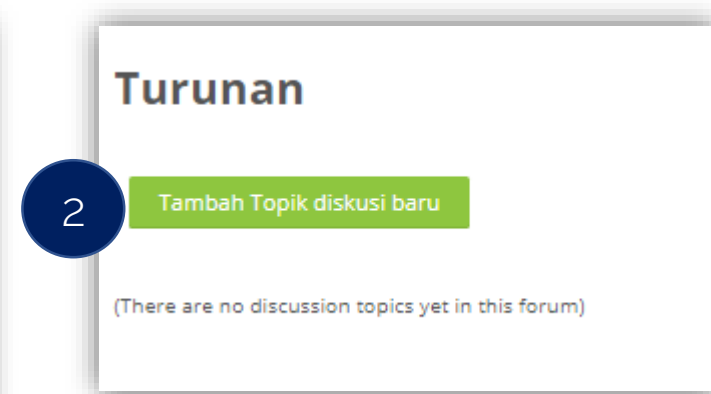 Turunan
2
Tambah Topik diskusi baru
(There are no discussion topics yet in this forum)